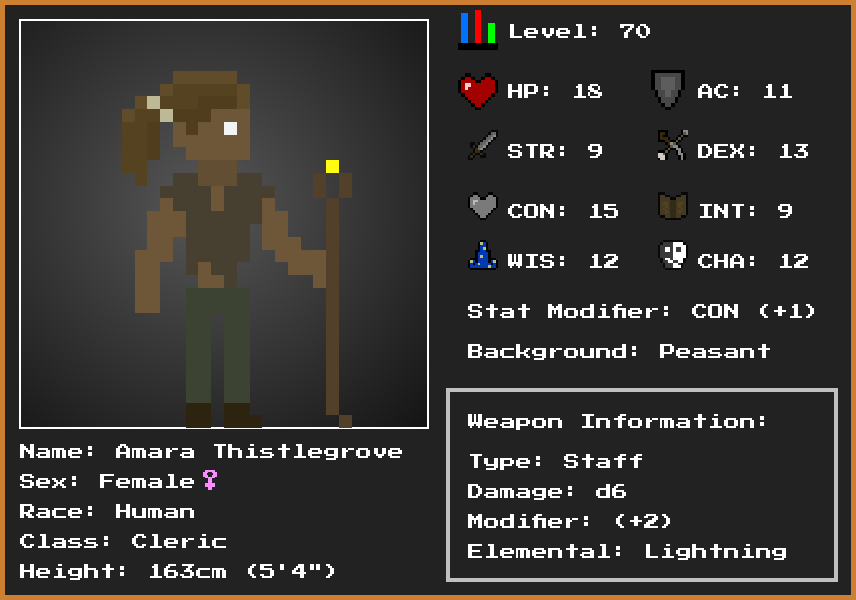 Level: 70
HP: 18
AC: 11
STR: 9
DEX: 13
CON: 15
INT: 9
WIS: 12
CHA: 12
Stat Modifier: CON (+1)
Background: Peasant
Weapon Information:
Type: Staff
Damage: d6
Modifier: (+2)
Elemental: Lightning
Name: Amara Thistlegrove
Sex: Female♀
Race: Human
Class: Cleric
Height: 163cm (5'4")